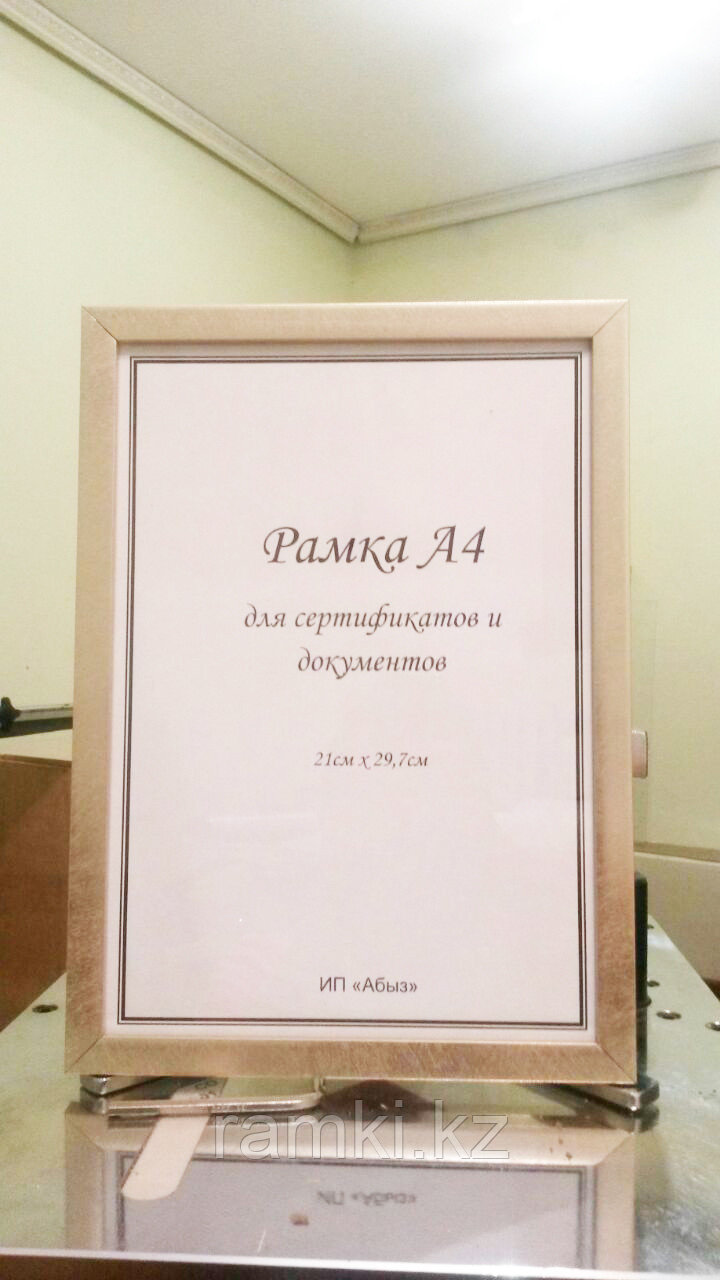 Рамка А4
для сертификатов и
документов
21см х 29,7см
ИП «Абыз»
ramki.kz